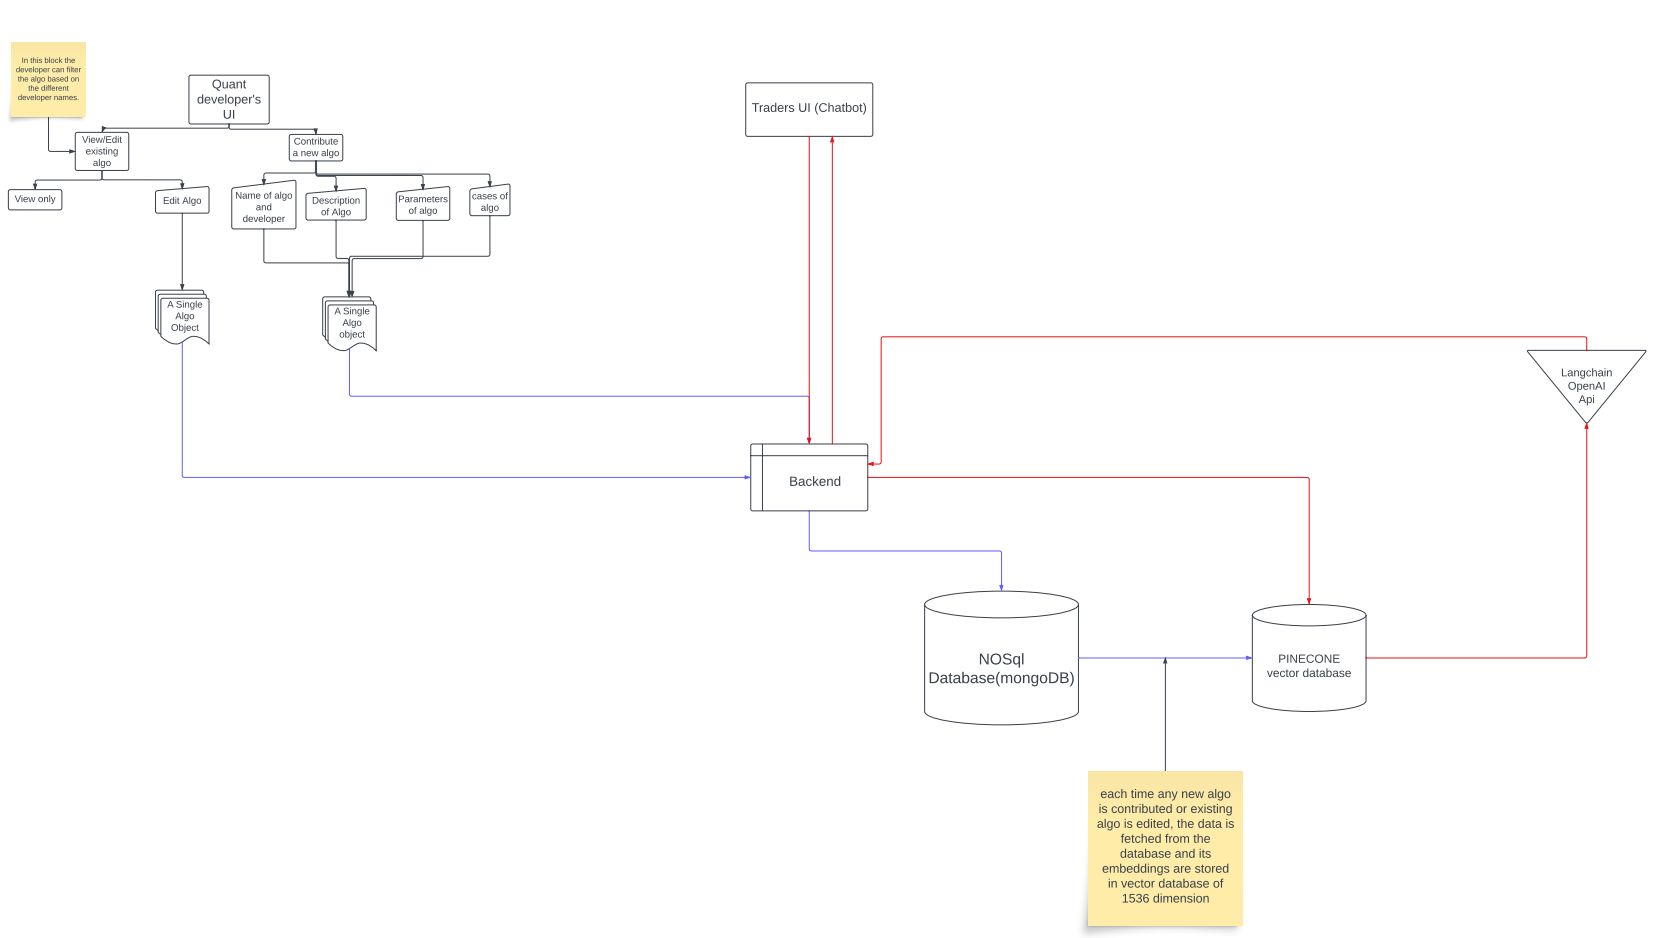 In this block the
developer can filter
the algo based on
the different
developer names.
Quant
developer's
UI
Traders UI (Chatbot)
View/Edit
existing
algo
Contribute
a new algo
View only
Edit Algo
Name of algo
and
developer
Description
of Algo
Parameters
of algo
cases of
algo
A Single
Algo
Object
A Single
Algo
object
Langchain
OpenAI
Api
Backend
NOSql
Database(mongoDB)
PINECONE
vector database
each time any new algo
is contributed or existing
algo is edited, the data is
fetched from the
database and its
embeddings are stored
in vector database of
1536 dimension